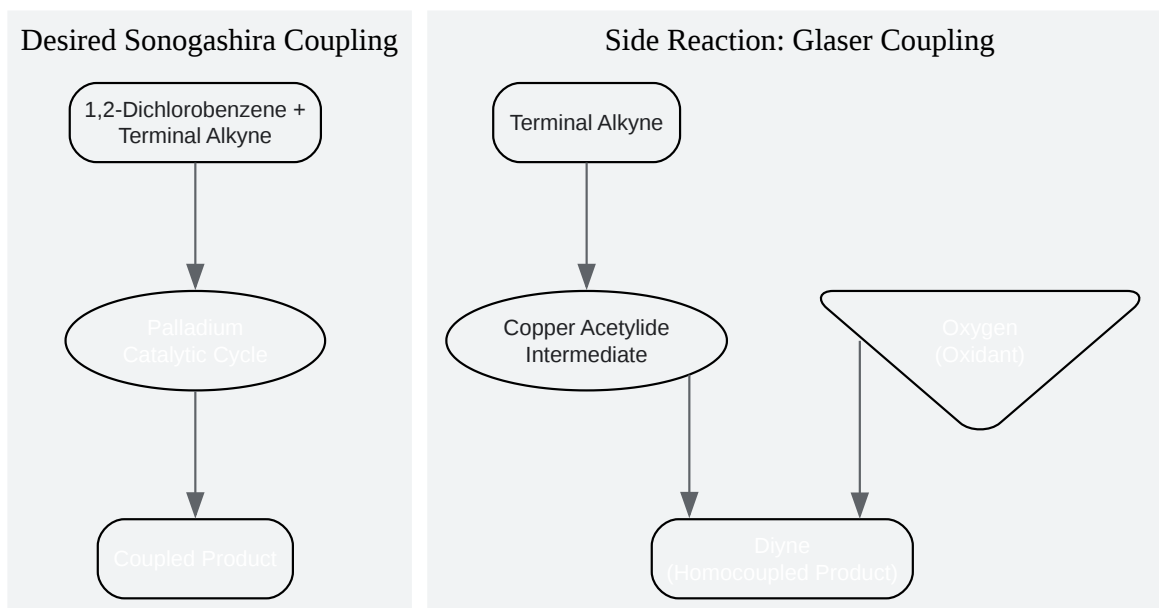 Desired Sonogashira Coupling
1,2-Dichlorobenzene +
Terminal Alkyne
Palladium
Catalytic Cycle
Coupled Product
Side Reaction: Glaser Coupling
Terminal Alkyne
Copper Acetylide
Intermediate
Oxygen
(Oxidant)
Diyne
(Homocoupled Product)